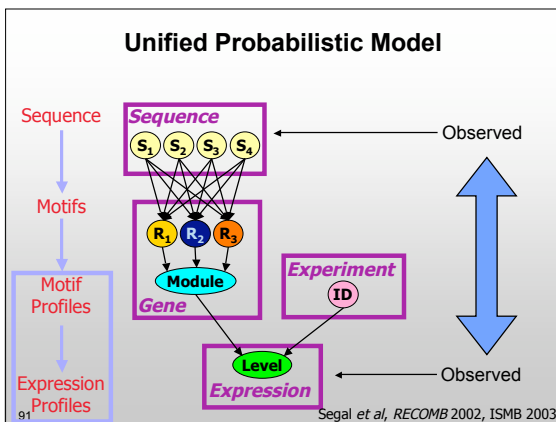 Unified Probabilistic Model
Sequence
Motifs
Motif
Profiles
Expression
Profiles
Sequence
S1 S2 S3 S4
R1 R2 R3
Module
Gene
Experiment
ID
Level
Expression
Observed
Observed
91
Segal et al, RECOMB 2002, ISMB 2003